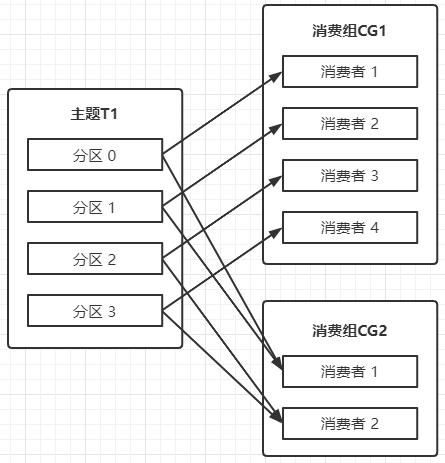 主题T1
分区 0
分区 1
分区 2
分区 3
消费组CG1
消费者 1
消费者 2
消费者 3
消费者 4
消费组CG2
消费者 1
消费者 2